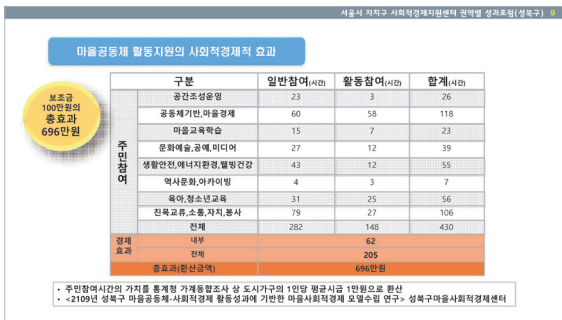 서울시 자치구 사회적경제지원센터 권역별 성과포럼(성북구) 9
마을공동체 활동지원의 사회적경제적 효과
보조금
100만원의
총효과
696만원
구분 일반참여(시간) 활동참여(시간) 합계(시간)
주민참여
공간조성운영 23 3 26
공동체기반,마을경제 60 58 118
마을교육학습 15 7 23
문화예술,공예,미디어 27 12 39
생활안전,에너지환경,웰빙건강 43 12 55
역사문화,아카이빙 4 3 7
육아,청소년교육 31 25 56
친목교류,소통,자치,봉사 79 27 106
전체 282 148 430
경제
효과
내부 62
전체 205
총효과(환산금액) 696만원
• 주민참여시간의 가치를 통계청 가계동향조사 상 도시가구의 1인당 평균시급 1만원으로 환산
• <2109년 성북구 마을공동체·사회적경제 활동성과에 기반한 마을사회적경제 모델수립 연구> 성북구마을사회적경제센터